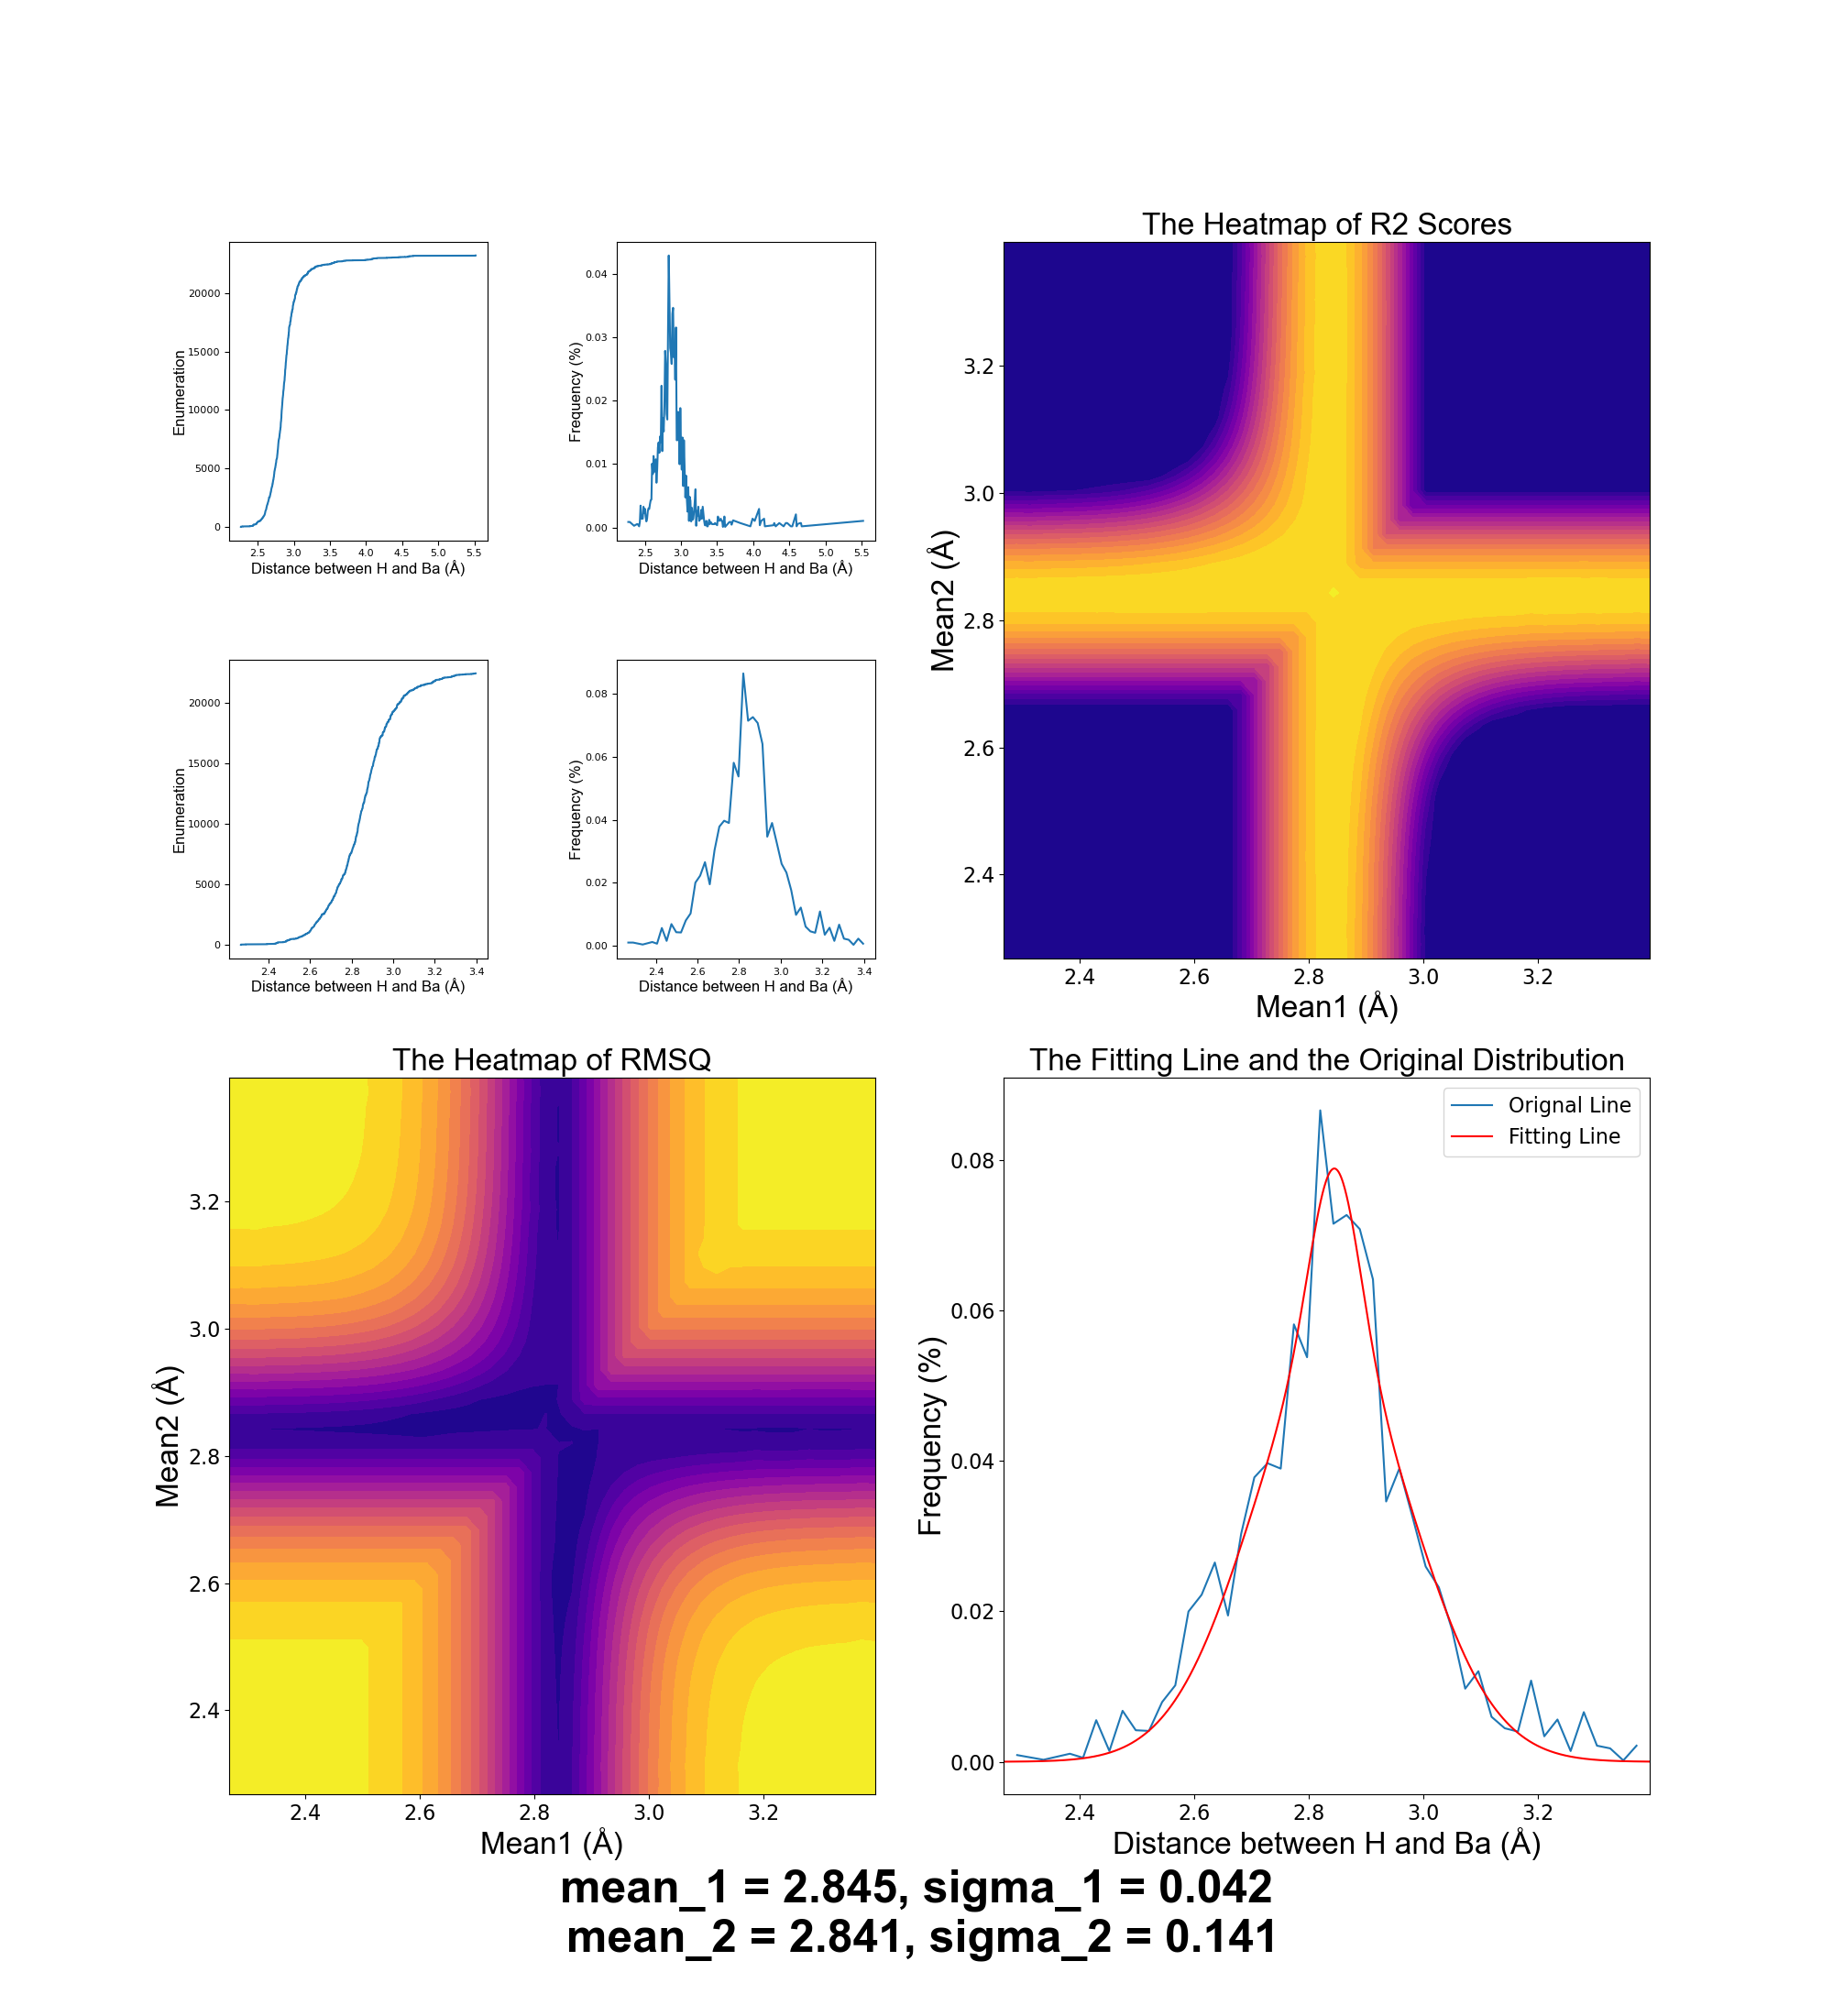 20000
15000
10000
5000
0
Enumeration
2.5 3.0 3.5 4.0 4.5 5.0 5.5
Distance between H and Ba (Å)
0.04
0.03
0.02
0.01
0.00
Frequency (%)
2.5 3.0 3.5 4.0 4.5 5.0 5.5
Distance between H and Ba (Å)
The Heatmap of R2 Scores
3.2
3.0
2.8
2.6
2.4
Mean2 (Å)
2.4 2.6 2.8 3.0 3.2
Mean1 (Å)
20000
15000
10000
5000
0
Enumeration
2.4 2.6 2.8 3.0 3.2 3.4
Distance between H and Ba (Å)
0.08
0.06
0.04
0.02
0.00
Frequency (%)
2.4 2.6 2.8 3.0 3.2 3.4
Distance between H and Ba (Å)
The Heatmap of RMSQ
3.2
3.0
2.8
2.6
2.4
Mean2 (Å)
2.4 2.6 2.8 3.0 3.2
Mean1 (Å)
The Fitting Line and the Original Distribution
Orignal Line
Fitting Line
0.08
0.06
0.04
0.02
0.00
Frequency (%)
2.4 2.6 2.8 3.0 3.2
Distance between H and Ba (Å)
mean_1 = 2.845, sigma_1 = 0.042
mean_2 = 2.841, sigma_2 = 0.141